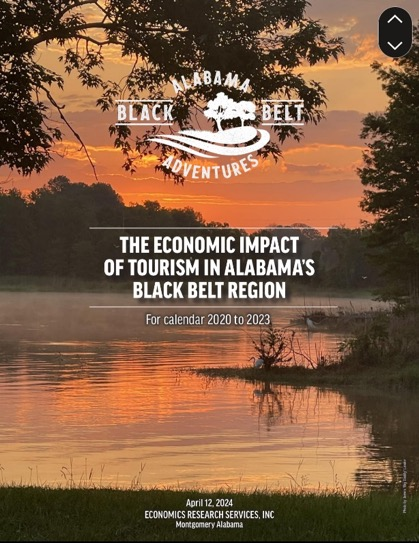 ALABAMA
BLACK BELT
ADVENTURES
THE ECONOMIC IMPACT
OF TOURISM IN ALABAMA'S
BLACK BELT REGION
For calendar 2020 to 2023
April 12, 2024
ECONOMICS RESEARCH SERVICES, INC
Montgomery Alabama